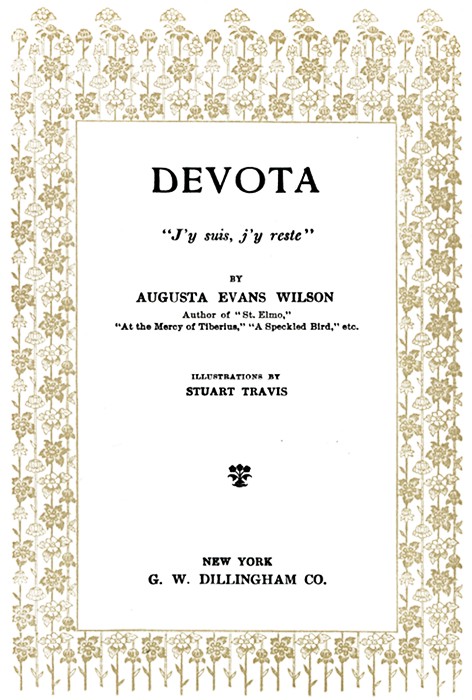 DEVOTA
"J'y suis, j'y reste"
BY
AUGUSTA EVANS WILSON
Author of "St. Elmo,"
"At the Mercy of Tiberius," "A Speckled Bird," etc.
ILLUSTRATIONS BY
STUART TRAVIS
NEW YORK
G. W. DILLINGHAM CO.